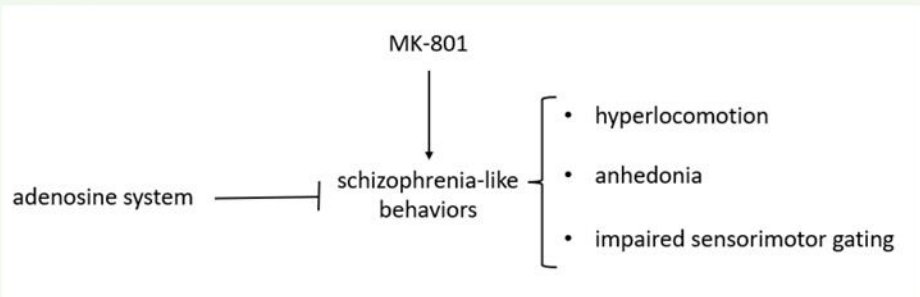 MK-801
• hyperlocomotion
• anhedonia
schizophrenia-like
behaviors
adenosine system
• impaired sensorimotor gating